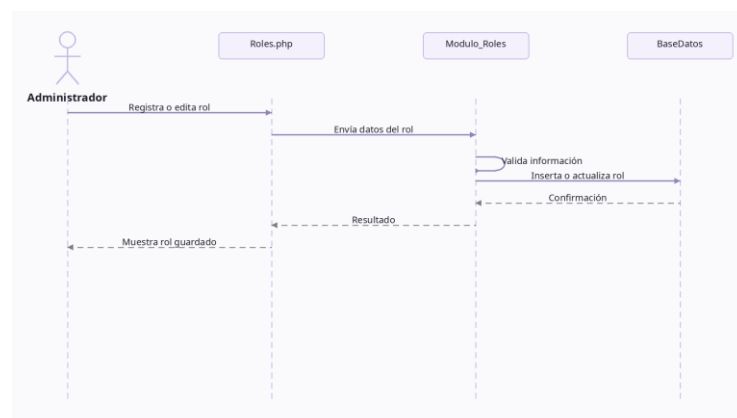 Roles.php
Modulo_Roles
BaseDatos
Administrador
Registra o edita rol
Envía datos del rol
Valida información
Inserta o actualiza rol
Confirmación
Resultado
Muestra rol guardado